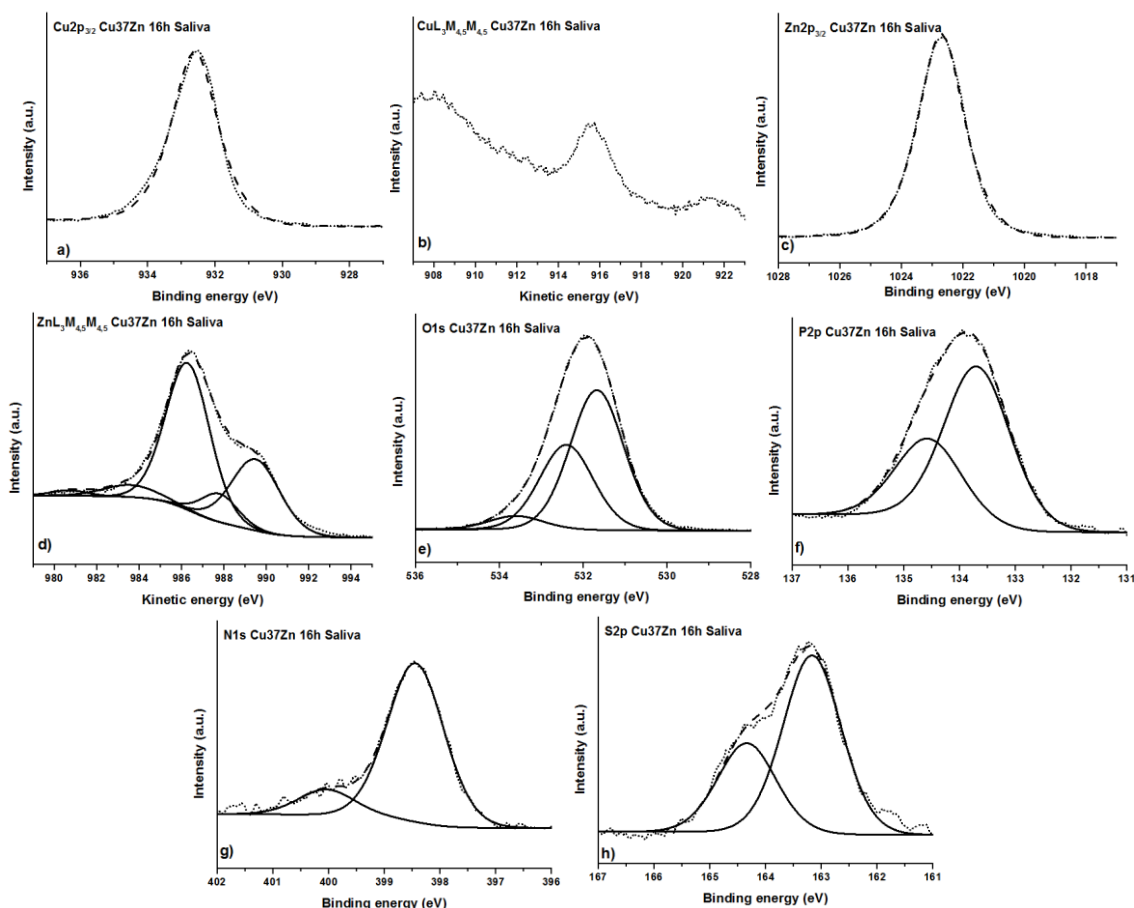 Cu2p3/2 Cu37Zn 16h Saliva
Intensity (a.u.)
a)
936 934 932 930 928
Binding energy (eV)
CuL3M4,5M4,5 Cu37Zn 16h Saliva
Intensity (a.u.)
b)
908 910 912 914 916 918 920 922
Kinetic energy (eV)
Zn2p3/2 Cu37Zn 16h Saliva
Intensity (a.u.)
c)
1028 1026 1024 1022 1020 1018
Binding energy (eV)
ZnL3M4,5M4,5 Cu37Zn 16h Saliva
Intensity (a.u.)
d)
980 982 984 986 988 990 992 994
Kinetic energy (eV)
O1s Cu37Zn 16h Saliva
Intensity (a.u.)
e)
536 534 532 530 528
Binding energy (eV)
P2p Cu37Zn 16h Saliva
Intensity (a.u.)
f)
137 136 135 134 133 132 131
Binding energy (eV)
N1s Cu37Zn 16h Saliva
Intensity (a.u.)
g)
402 401 400 399 398 397 396
Binding energy (eV)
S2p Cu37Zn 16h Saliva
Intensity (a.u.)
h)
167 166 165 164 163 162 161
Binding energy (eV)